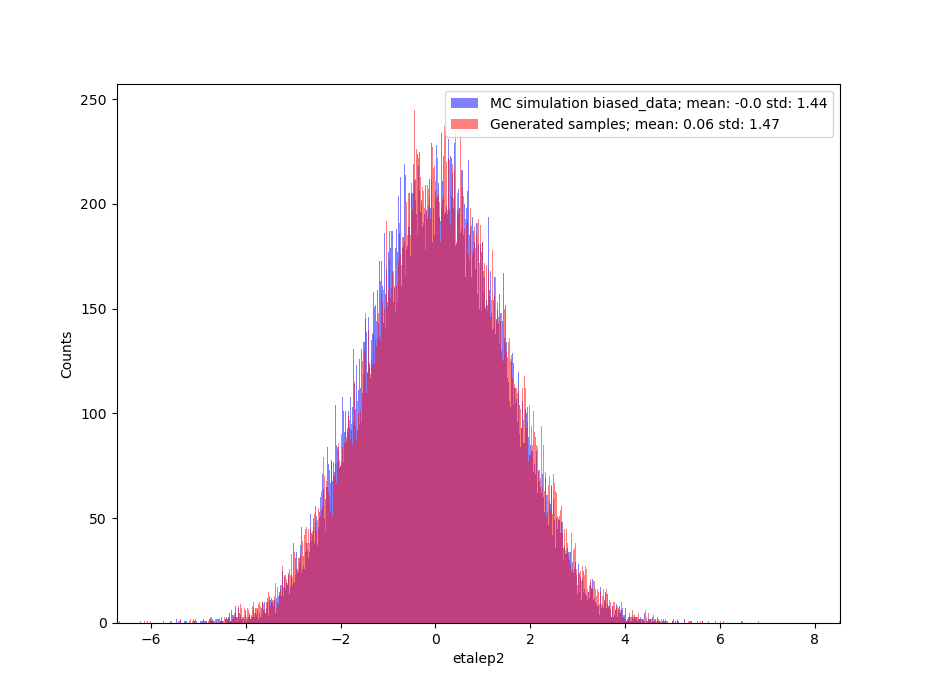 MC simulation biased_data; mean: -0.0 std: 1.44
Generated samples; mean: 0.06 std: 1.47
250
200
150
100
50
0
Counts
−6 −4 −2 0 2 4 6 8
etalep2